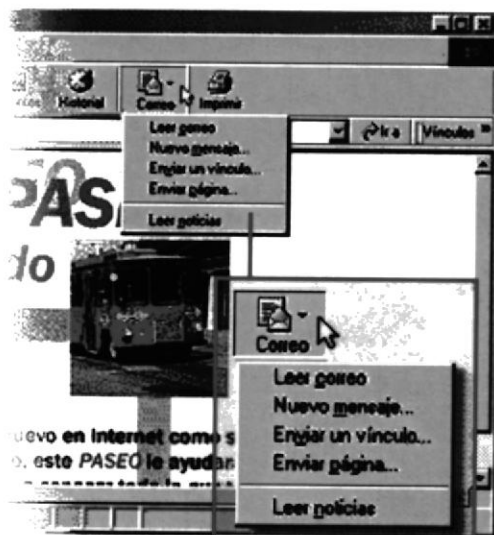 Historial Correo Imprimir
Leer correo
Nuevo mensaje...
Enviar un vínculo...
Enviar página...
Leer noticias
Ir a Vínculos »
PAS
do
Correo
Leer correo
Nuevo mensaje...
Enviar un vínculo...
Enviar página...
Leer noticias
uevo en Internet como s
o, este PASEO le ayudar